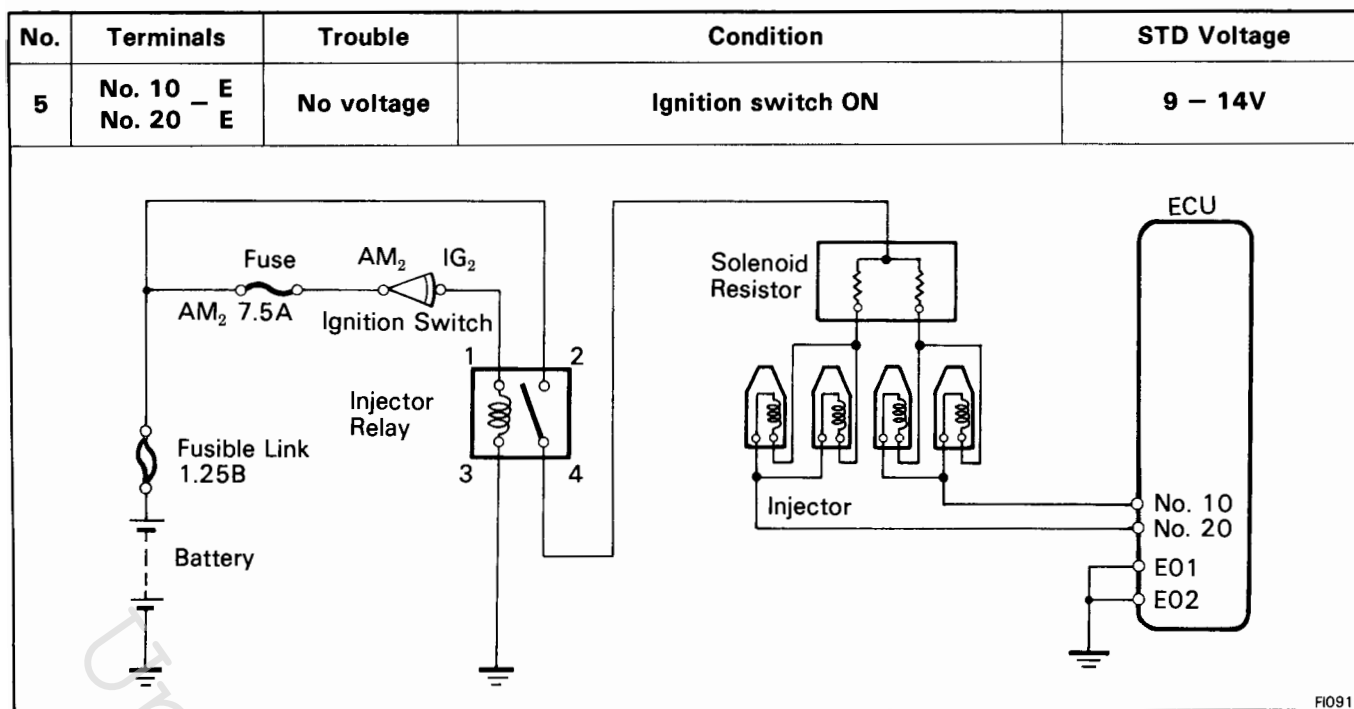 No. Terminals Trouble Condition STD Voltage
5 No. 10 – E No voltage Ignition switch ON 9 – 14V
No. 20 E
ECU
Fuse AM₂ IG₂
AM₂ 7.5A Ignition Switch
Solenoid
Resistor
1 2
Injector
Relay
3 4
Fusible Link
1.25B
Battery
Injector
No. 10
No. 20
E01
E02
FI091